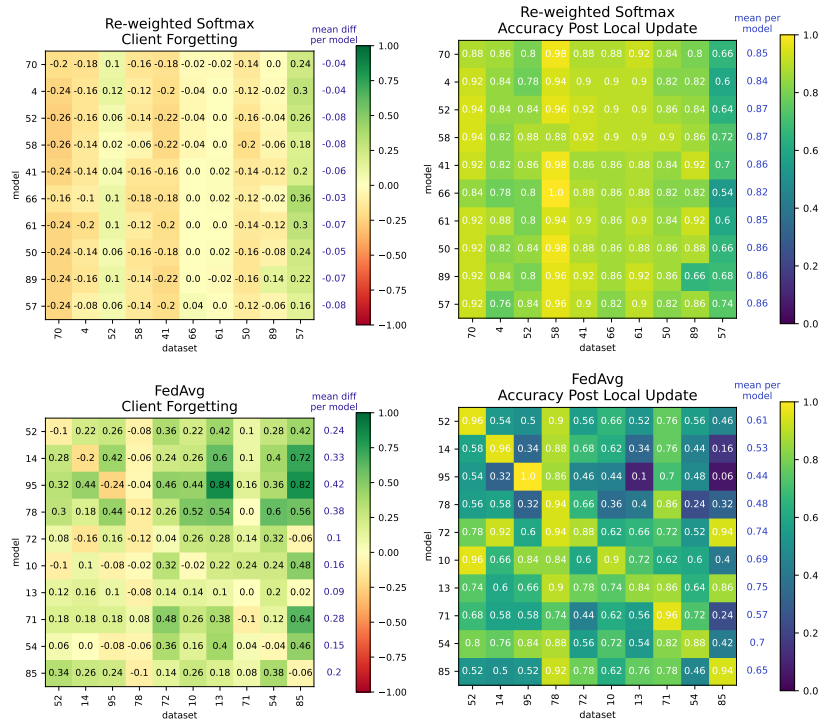 Re-weighted Softmax
Client Forgetting
mean diff
per model
70 -0.2 -0.18 0.1 -0.16 -0.18 -0.02 -0.02 -0.14 0.0 0.24 -0.04
4 -0.24 -0.16 0.12 -0.12 -0.2 -0.04 0.0 -0.12 -0.02 0.3 -0.04
52 -0.26 -0.16 0.06 -0.14 -0.22 -0.04 0.0 -0.16 -0.04 0.26 -0.08
58 -0.24 -0.14 0.02 -0.06 -0.22 -0.04 0.0 -0.2 -0.06 0.18 -0.08
41 -0.24 -0.14 0.04 -0.16 -0.16 0.0 0.0 -0.14 -0.12 0.2 -0.06
66 -0.16 -0.1 0.1 -0.18 -0.18 0.0 0.0 -0.12 -0.02 0.36 -0.03
61 -0.24 -0.2 0.1 -0.12 -0.2 0.0 -0.02 -0.14 -0.12 0.3 -0.07
50 -0.24 -0.14 0.06 -0.16 -0.18 0.0 0.0 -0.16 -0.08 0.24 -0.05
89 -0.24 -0.16 0.1 -0.14 -0.2 0.0 -0.02 -0.16 0.14 0.22 -0.07
57 -0.24 -0.08 0.06 -0.14 -0.2 0.04 0.0 -0.12 -0.06 0.16 -0.08
70 4 52 58 41 66 61 50 89 57
model
dataset
1.00
0.75
0.50
0.25
0.00
−0.25
−0.50
−0.75
−1.00
Re-weighted Softmax
Accuracy Post Local Update
mean per
model
70 0.88 0.86 0.8 0.98 0.86 0.88 0.92 0.84 0.8 0.66 0.85
4 0.92 0.84 0.78 0.94 0.9 0.9 0.9 0.82 0.82 0.6 0.84
52 0.94 0.84 0.84 0.96 0.92 0.9 0.9 0.86 0.84 0.64 0.87
58 0.94 0.82 0.88 0.88 0.92 0.9 0.9 0.9 0.86 0.72 0.87
41 0.92 0.82 0.86 0.98 0.86 0.86 0.88 0.84 0.92 0.7 0.86
66 0.84 0.78 0.8 1.0 0.88 0.86 0.88 0.82 0.82 0.54 0.82
61 0.92 0.88 0.8 0.94 0.9 0.86 0.9 0.84 0.92 0.6 0.85
50 0.92 0.82 0.84 0.98 0.88 0.86 0.88 0.86 0.88 0.66 0.86
89 0.92 0.84 0.8 0.96 0.9 0.86 0.92 0.86 0.66 0.68 0.86
57 0.92 0.76 0.84 0.96 0.9 0.82 0.9 0.82 0.86 0.74 0.86
70 4 52 58 41 66 61 50 89 57
model
dataset
1.0
0.8
0.6
0.4
0.2
0.0
FedAvg
Client Forgetting
mean diff
per model
52 -0.1 0.22 0.26 -0.08 0.36 0.22 0.42 0.1 0.28 0.42 0.24
14 0.28 -0.2 0.42 -0.06 0.24 0.26 0.6 0.1 0.4 0.72 0.33
95 0.32 0.44 -0.24 -0.04 0.46 0.44 0.84 0.16 0.36 0.82 0.42
78 0.3 0.18 0.44 -0.12 0.26 0.52 0.54 0.0 0.6 0.56 0.38
72 0.08 -0.16 0.16 -0.12 0.04 0.26 0.28 0.14 0.32 -0.06 0.1
10 -0.1 0.1 -0.08 -0.02 0.32 -0.02 0.22 0.24 0.24 0.48 0.16
13 0.12 0.16 0.1 -0.08 -0.02 0.14 0.09 0.0 0.2 0.02 0.09
71 0.18 0.18 0.18 0.08 0.48 0.26 0.38 -0.1 0.12 0.64 0.28
54 0.06 0.0 -0.08 -0.06 0.36 0.16 0.4 0.04 -0.04 0.46 0.15
85 0.34 0.26 0.24 -0.1 0.14 0.26 0.18 0.08 0.38 -0.06 0.2
52 14 95 78 72 10 13 71 54 85
model
dataset
1.00
0.75
0.50
0.25
0.00
−0.25
−0.50
−0.75
−1.00
FedAvg
Accuracy Post Local Update
mean per
model
52 0.96 0.54 0.5 0.9 0.56 0.66 0.52 0.76 0.56 0.46 0.61
14 0.58 0.96 0.34 0.88 0.68 0.62 0.34 0.76 0.44 0.16 0.53
95 0.54 0.32 1.0 0.86 0.46 0.44 0.1 0.7 0.48 0.06 0.44
78 0.56 0.58 0.32 0.94 0.66 0.36 0.4 0.86 0.24 0.32 0.48
72 0.78 0.92 0.6 0.94 0.88 0.62 0.66 0.72 0.52 0.94 0.74
10 0.96 0.66 0.84 0.84 0.6 0.9 0.72 0.62 0.6 0.4 0.69
13 0.74 0.6 0.66 0.9 0.78 0.74 0.84 0.86 0.64 0.86 0.75
71 0.68 0.58 0.58 0.74 0.44 0.62 0.56 0.96 0.72 0.24 0.57
54 0.8 0.76 0.84 0.88 0.56 0.72 0.54 0.82 0.88 0.42 0.7
85 0.52 0.5 0.52 0.92 0.78 0.62 0.76 0.78 0.46 0.94 0.65
52 14 95 78 72 10 13 71 54 85
model
dataset
1.0
0.8
0.6
0.4
0.2
0.0